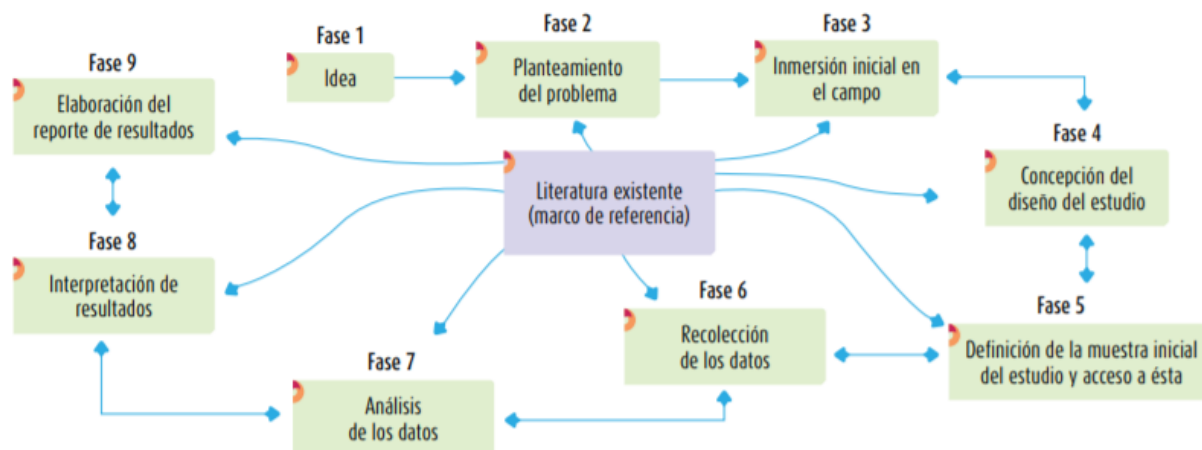 Fase 1
Idea
Fase 2
Planteamiento
del problema
Fase 3
Inmersión inicial en
el campo
Fase 4
Concepción del
diseño del estudio
Fase 5
Definición de la muestra inicial
del estudio y acceso a ésta
Fase 6
Recolección
de los datos
Fase 7
Análisis
de los datos
Fase 8
Interpretación de
resultados
Fase 9
Elaboración del
reporte de resultados
Literatura existente
(marco de referencia)